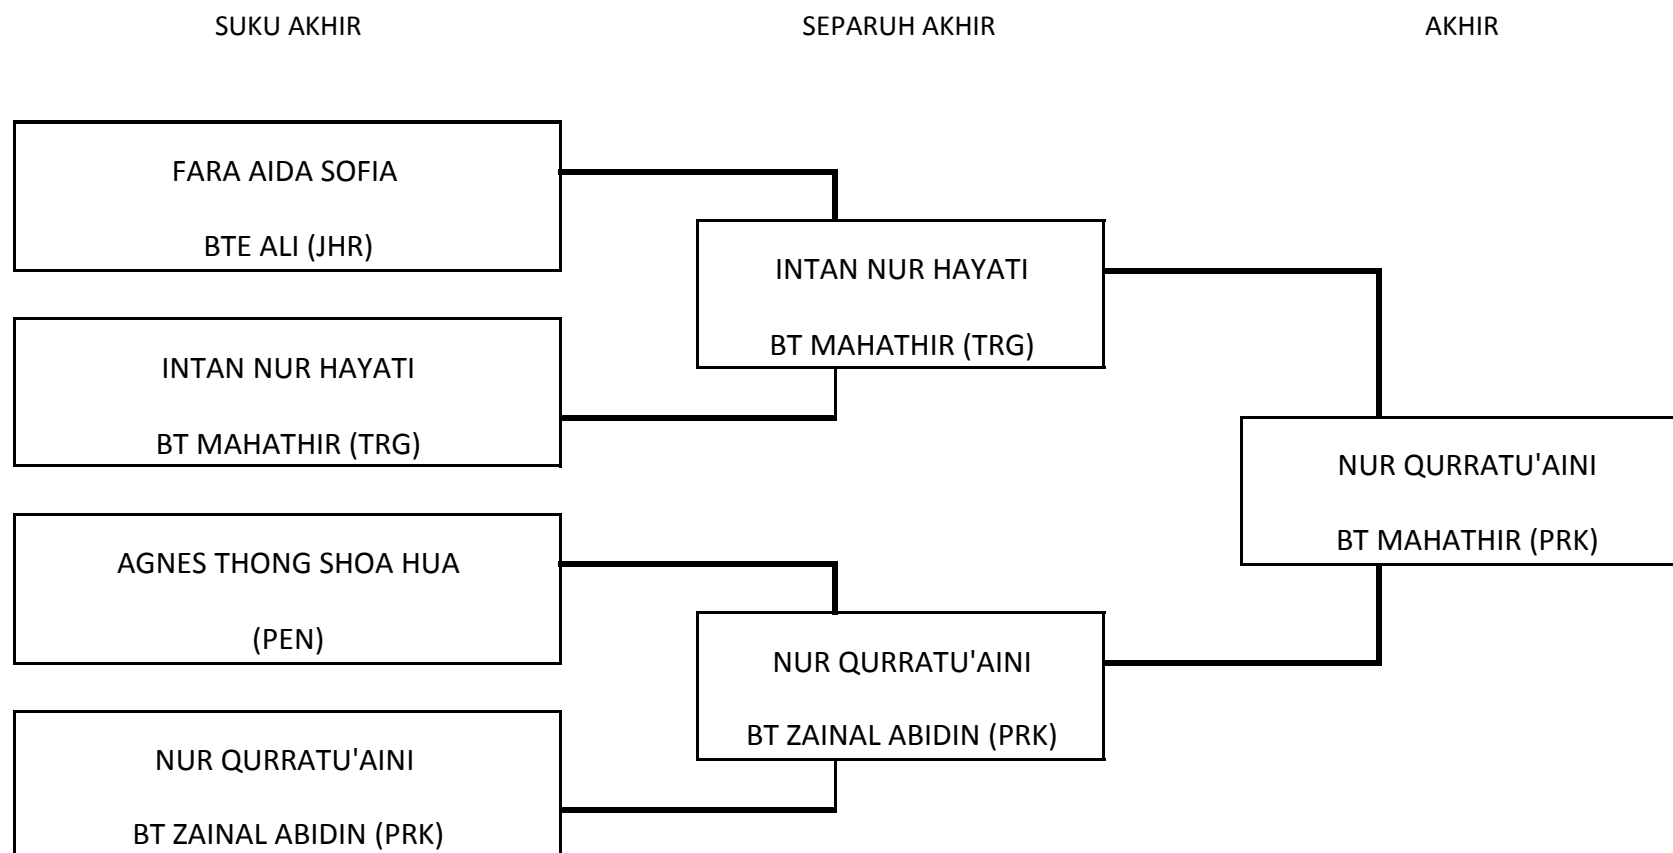 SUKU AKHIR
SEPARUH AKHIR
AKHIR
FARA AIDA SOFIA
BTE ALI (JHR)
INTAN NUR HAYATI
BT MAHATHIR (TRG)
AGNES THONG SHOA HUA
(PEN)
NUR QURRATU'AINI
BT ZAINAL ABIDIN (PRK)
INTAN NUR HAYATI
BT MAHATHIR (TRG)
NUR QURRATU'AINI
BT ZAINAL ABIDIN (PRK)
NUR QURRATU'AINI
BT MAHATHIR (PRK)